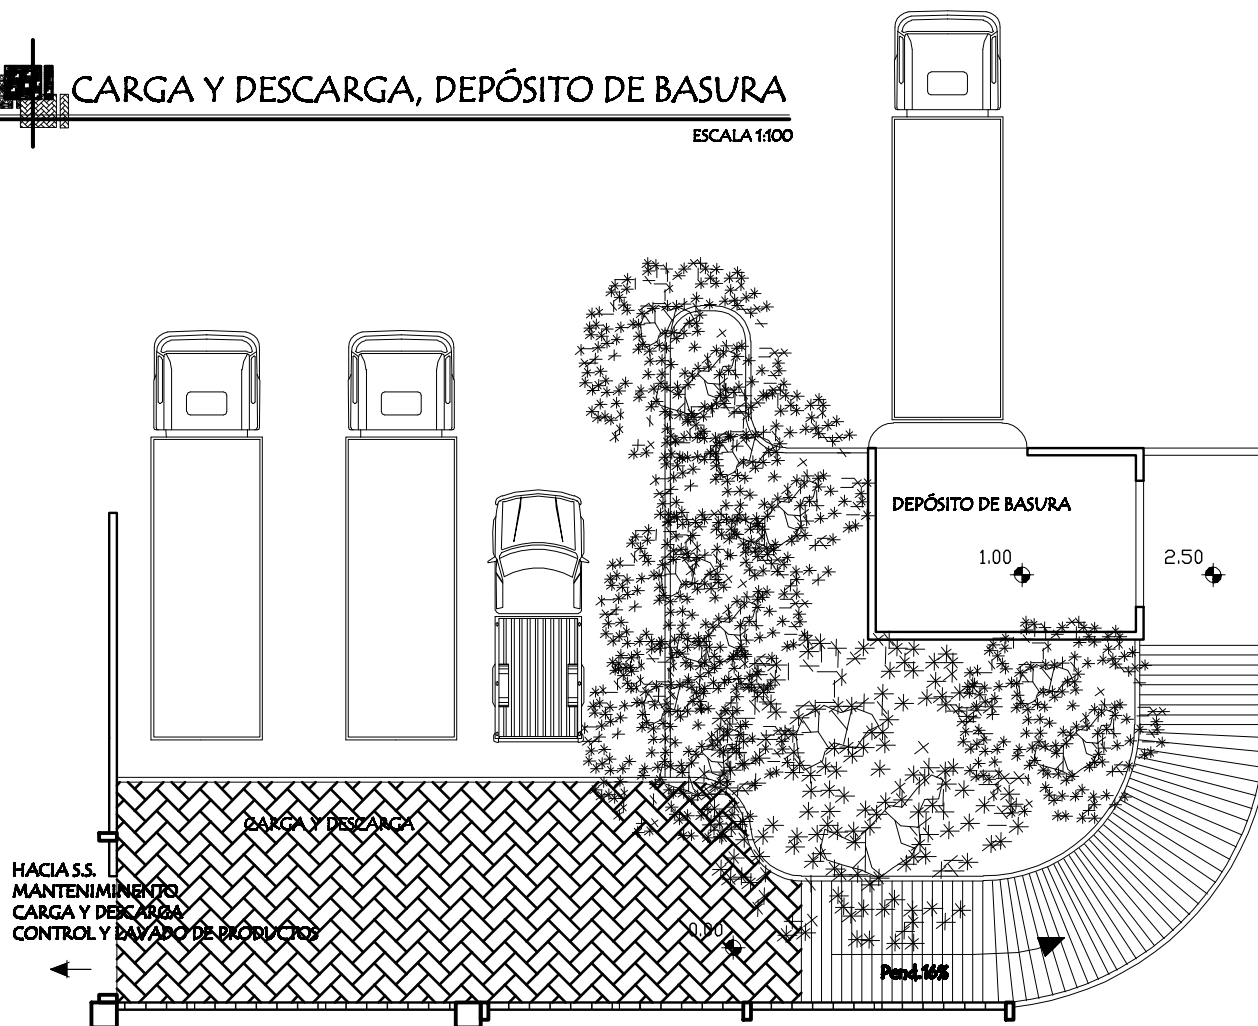 CARGA Y DESCARGA, DEPÓSITO DE BASURA
ESCALA 1:100
DEPÓSITO DE BASURA
1.00
2.50
CARGA Y DESCARGA
HACIA S.S.
MANTENIMINENTO
CARGA Y DESCARGA
CONTROL Y LAVADO DE PRODUCTOS
0.00
Pend.16%